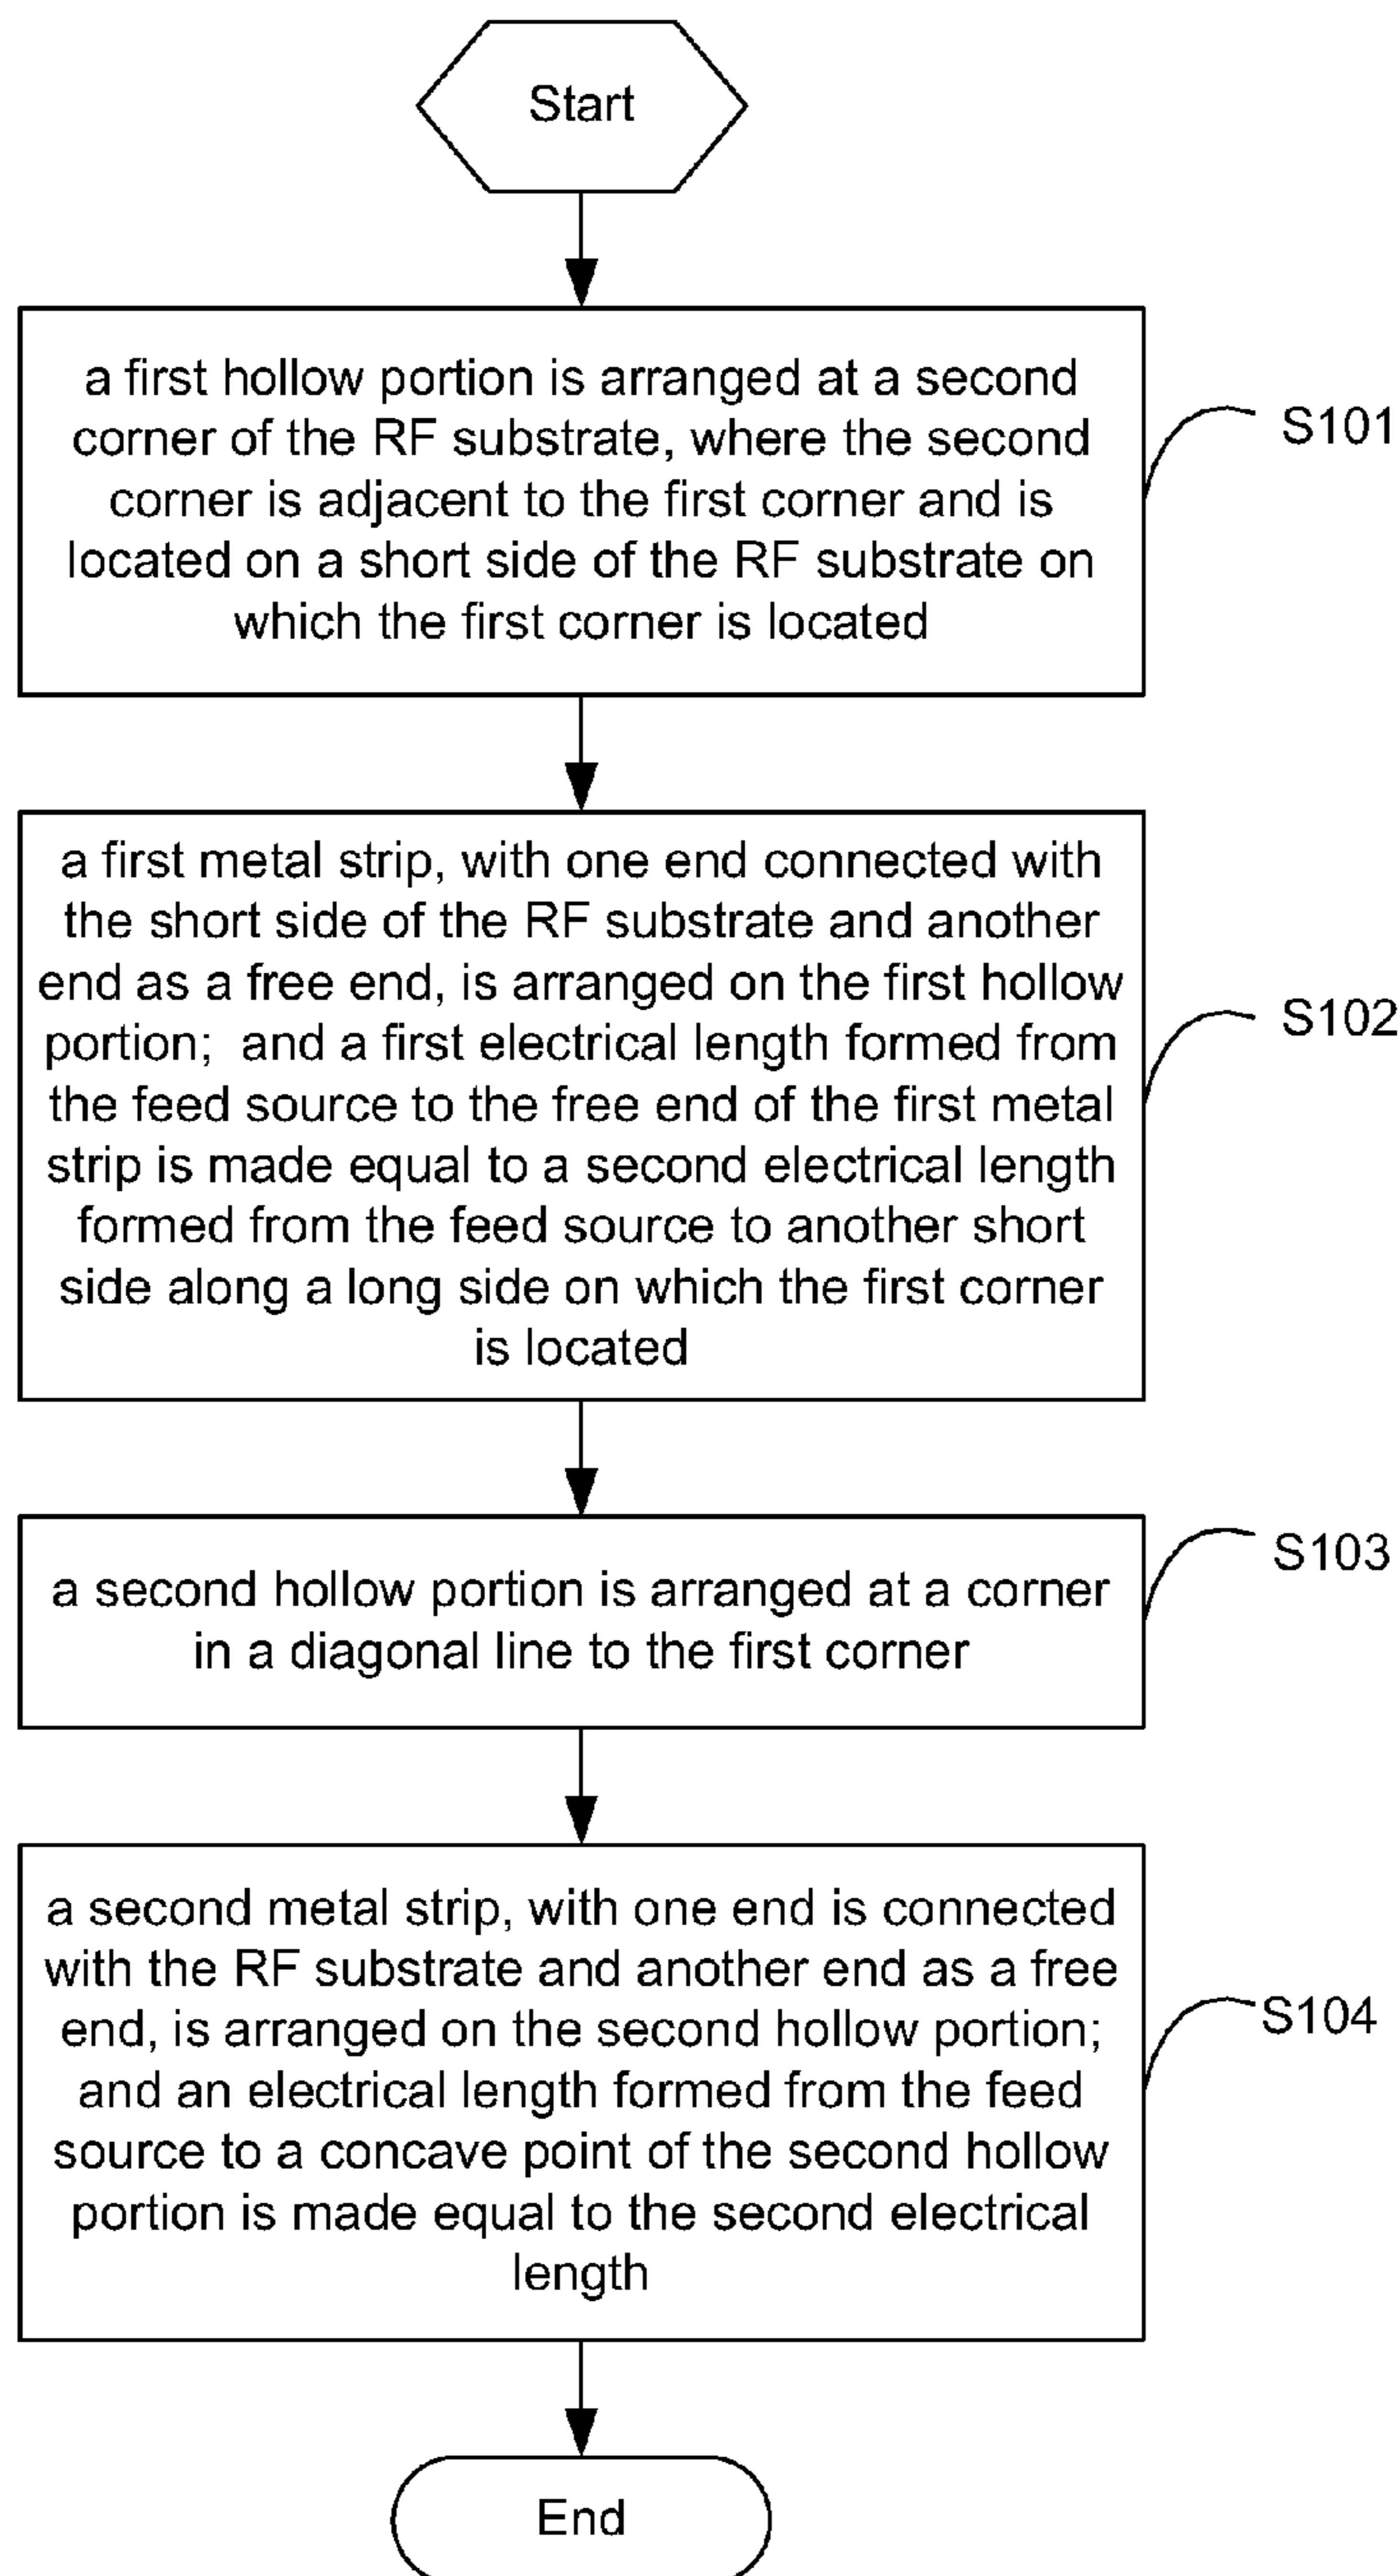 Start
a first hollow portion is arranged at a second
corner of the RF substrate, where the second
corner is adjacent to the first corner and is
located on a short side of the RF substrate on
which the first corner is located
S101
a first metal strip, with one end connected with
the short side of the RF substrate and another
end as a free end, is arranged on the first hollow
portion; and a first electrical length formed from
the feed source to the free end of the first metal
strip is made equal to a second electrical length
formed from the feed source to another short
side along a long side on which the first corner
is located
S102
a second hollow portion is arranged at a corner
in a diagonal line to the first corner
S103
a second metal strip, with one end is connected
with the RF substrate and another end as a free
end, is arranged on the second hollow portion;
and an electrical length formed from the feed
source to a concave point of the second hollow
portion is made equal to the second electrical
length
S104
End